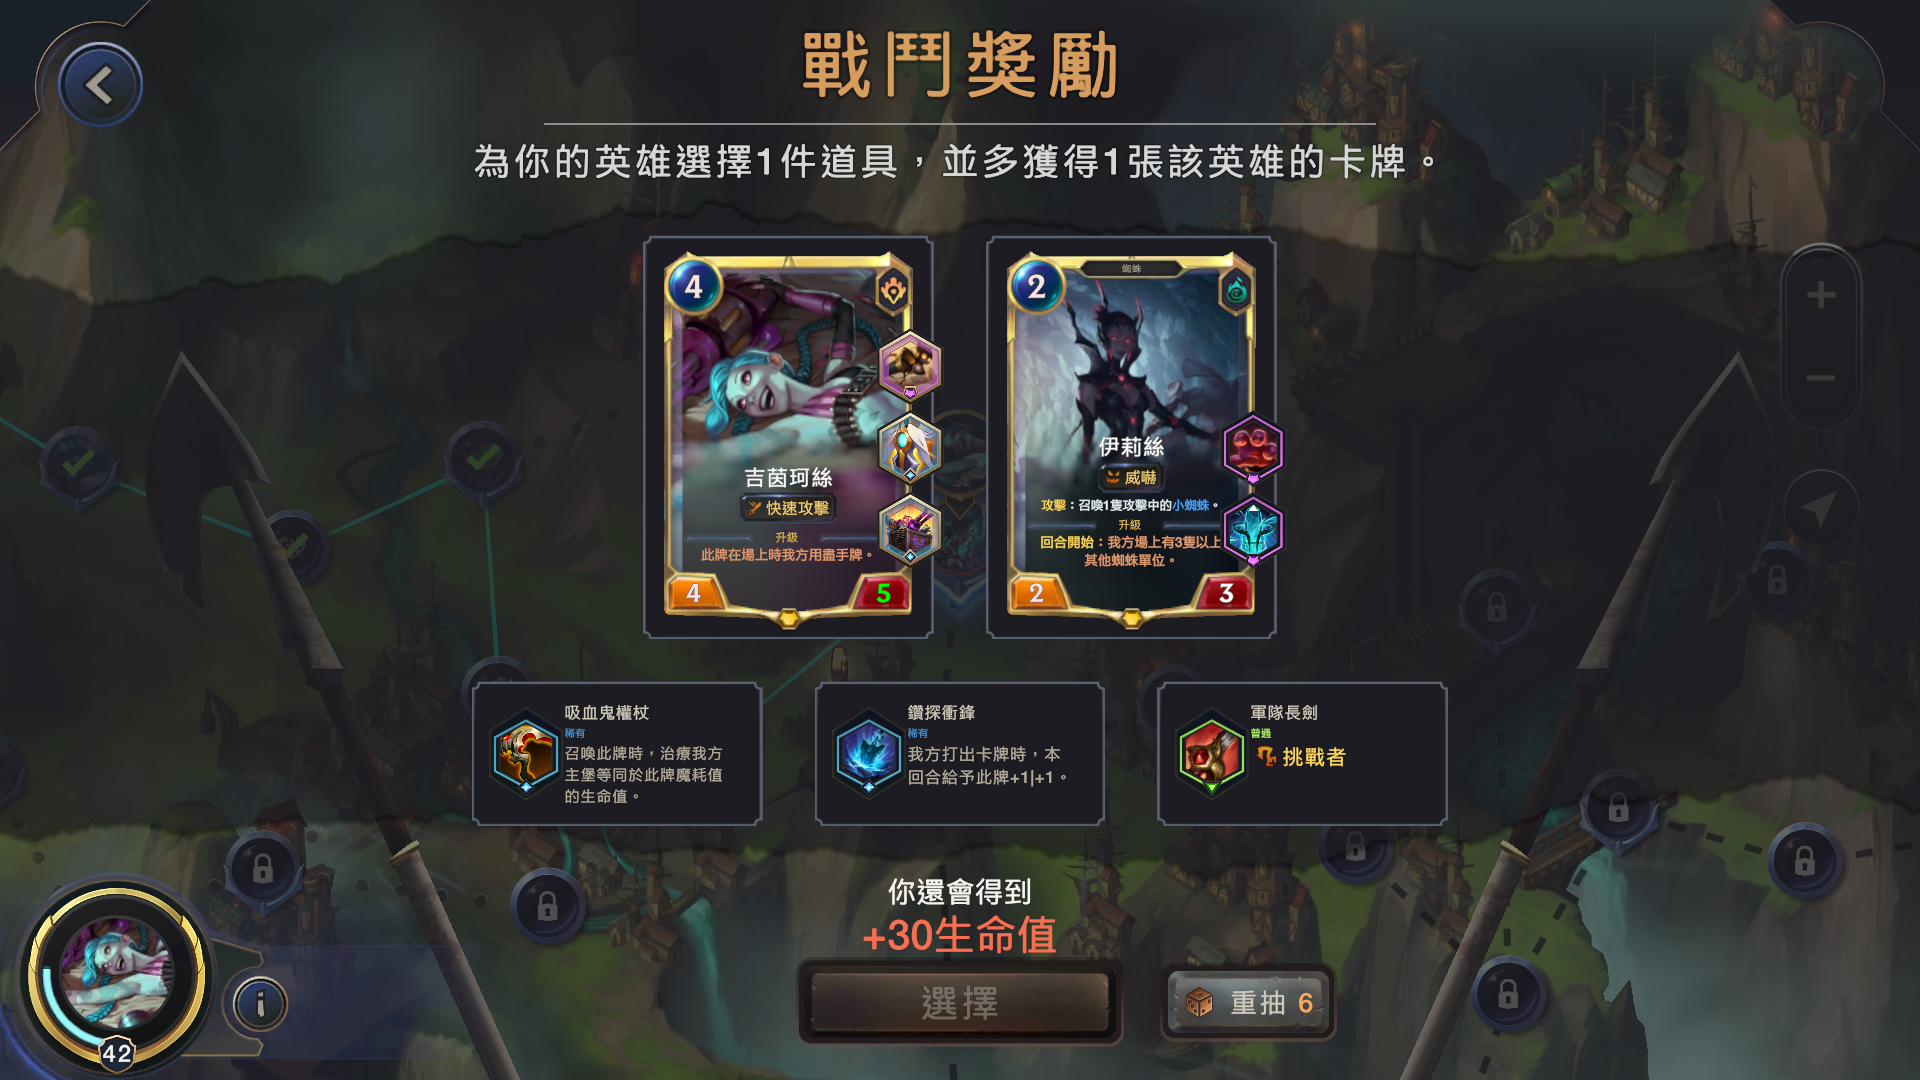 戰鬥獎勵
為你的英雄選擇1件道具，並多獲得1張該英雄的卡牌。
4
吉茵珂絲
快速攻擊
升級
此牌在場上時我方用盡手牌。
4
5
蜘蛛
2
伊莉絲
威嚇
攻擊：召喚1隻攻擊中的小蜘蛛。
升級
回合開始：我方場上有3隻以上
其他蜘蛛單位。
2
3
吸血鬼權杖
稀有
召喚此牌時，治療我方
主堡等同於此牌魔耗值
的生命值。
鑽探衝鋒
稀有
我方打出卡牌時，本
回合給予此牌+1|+1。
軍隊長劍
普通
挑戰者
你還會得到
+30生命值
選擇
重抽 6
42